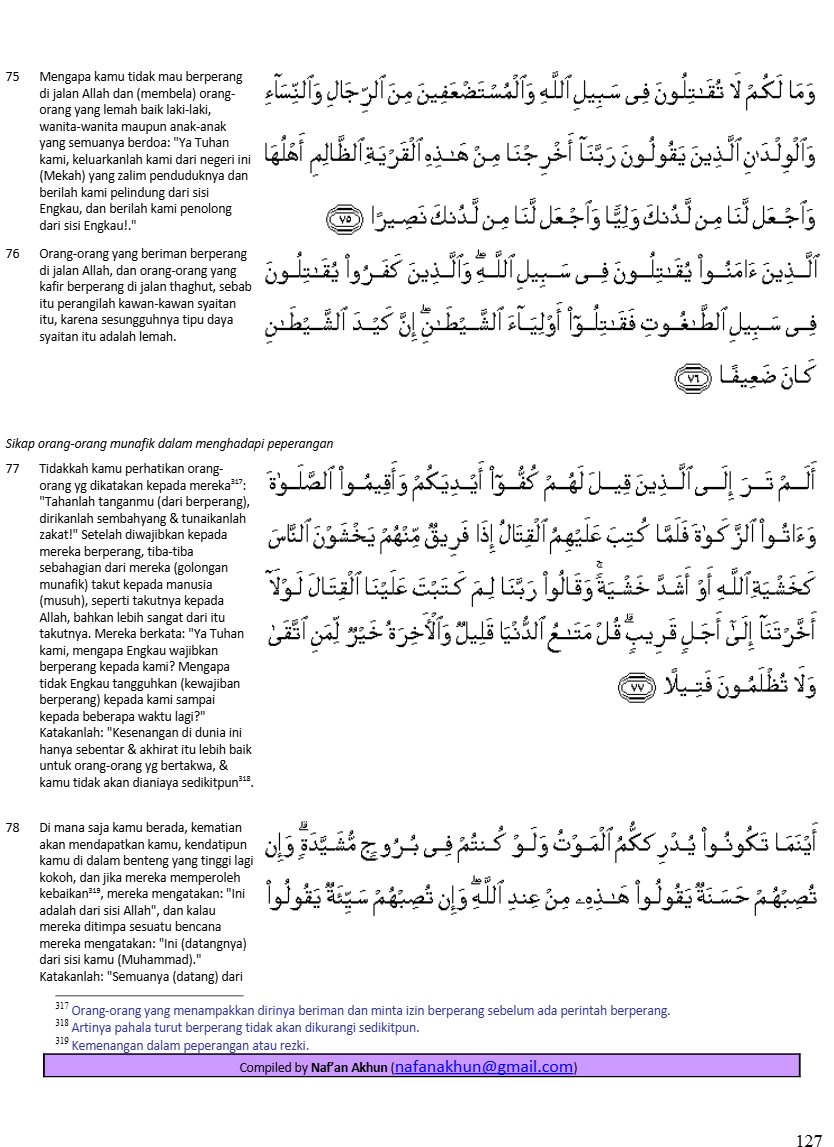 75 Mengapa kamu tidak mau berperang
di jalan Allah dan (membela) orang-
orang yang lemah baik laki-laki,
wanita-wanita maupun anak-anak
yang semuanya berdoa: "Ya Tuhan
kami, keluarkanlah kami dari negeri ini
(Mekah) yang zalim penduduknya dan
berilah kami pelindung dari sisi
Engkau, dan berilah kami penolong
dari sisi Engkau!."
وَمَا لَكُمْ لَا تُقَـٰتِلُونَ فِى سَبِيلِ ٱللَّهِ وَٱلْمُسْتَضْعَفِينَ مِنَ ٱلرِّجَالِ وَٱلنِّسَآءِ
وَٱلْوِلْدَٰنِ ٱلَّذِينَ يَقُولُونَ رَبَّنَآ أَخْرِجْنَا مِنْ هَـٰذِهِ ٱلْقَرْيَةِ ٱلظَّالِمِ أَهْلُهَا
وَٱجْعَل لَّنَا مِن لَّدُنكَ وَلِيًّا وَٱجْعَل لَّنَا مِن لَّدُنكَ نَصِيرًا ٧٥
76 Orang-orang yang beriman berperang
di jalan Allah, dan orang-orang yang
kafir berperang di jalan thaghut, sebab
itu perangilah kawan-kawan syaitan
itu, karena sesungguhnya tipu daya
syaitan itu adalah lemah.
ٱلَّذِينَ ءَامَنُوا۟ يُقَـٰتِلُونَ فِى سَبِيلِ ٱللَّهِ ۖ وَٱلَّذِينَ كَفَرُوا۟ يُقَـٰتِلُونَ
فِى سَبِيلِ ٱلطَّـٰغُوتِ فَقَـٰتِلُوٓا۟ أَوْلِيَآءَ ٱلشَّيْطَـٰنِ ۖ إِنَّ كَيْدَ ٱلشَّيْطَـٰنِ
كَانَ ضَعِيفًا ٧٦
Sikap orang-orang munafik dalam menghadapi peperangan
77 Tidakkah kamu perhatikan orang-
orang yg dikatakan kepada mereka³¹⁷:
"Tahanlah tanganmu (dari berperang),
dirikanlah sembahyang & tunaikanlah
zakat!" Setelah diwajibkan kepada
mereka berperang, tiba-tiba
sebahagian dari mereka (golongan
munafik) takut kepada manusia
(musuh), seperti takutnya kepada
Allah, bahkan lebih sangat dari itu
takutnya. Mereka berkata: "Ya Tuhan
kami, mengapa Engkau wajibkan
berperang kepada kami? Mengapa
tidak Engkau tangguhkan (kewajiban
berperang) kepada kami sampai
kepada beberapa waktu lagi?"
Katakanlah: "Kesenangan di dunia ini
hanya sebentar & akhirat itu lebih baik
untuk orang-orang yg bertakwa, &
kamu tidak akan dianiaya sedikitpun³¹⁸.
أَلَمْ تَرَ إِلَى ٱلَّذِينَ قِيلَ لَهُمْ كُفُّوٓا۟ أَيْدِيَكُمْ وَأَقِيمُوا۟ ٱلصَّلَوٰةَ
وَءَاتُوا۟ ٱلزَّكَوٰةَ فَلَمَّا كُتِبَ عَلَيْهِمُ ٱلْقِتَالُ إِذَا فَرِيقٌ مِّنْهُمْ يَخْشَوْنَ ٱلنَّاسَ
كَخَشْيَةِ ٱللَّهِ أَوْ أَشَدَّ خَشْيَةً ۚ وَقَالُوا۟ رَبَّنَا لِمَ كَتَبْتَ عَلَيْنَا ٱلْقِتَالَ لَوْلَآ
أَخَّرْتَنَآ إِلَىٰٓ أَجَلٍ قَرِيبٍ ۗ قُلْ مَتَـٰعُ ٱلدُّنْيَا قَلِيلٌ وَٱلْـَٔاخِرَةُ خَيْرٌ لِّمَنِ ٱتَّقَىٰ
وَلَا تُظْلَمُونَ فَتِيلًا ٧٧
78 Di mana saja kamu berada, kematian
akan mendapatkan kamu, kendatipun
kamu di dalam benteng yang tinggi lagi
kokoh, dan jika mereka memperoleh
kebaikan³¹⁹, mereka mengatakan: "Ini
adalah dari sisi Allah", dan kalau
mereka ditimpa sesuatu bencana
mereka mengatakan: "Ini (datangnya)
dari sisi kamu (Muhammad)."
Katakanlah: "Semuanya (datang) dari
أَيْنَمَا تَكُونُوا۟ يُدْرِككُّمُ ٱلْمَوْتُ وَلَوْ كُنتُمْ فِى بُرُوجٍ مُّشَيَّدَةٍ ۗ وَإِن
تُصِبْهُمْ حَسَنَةٌ يَقُولُوا۟ هَـٰذِهِۦ مِنْ عِندِ ٱللَّهِ ۖ وَإِن تُصِبْهُمْ سَيِّئَةٌ يَقُولُوا۟
³¹⁷ Orang-orang yang menampakkan dirinya beriman dan minta izin berperang sebelum ada perintah berperang.
³¹⁸ Artinya pahala turut berperang tidak akan dikurangi sedikitpun.
³¹⁹ Kemenangan dalam peperangan atau rezki.
Compiled by Naf'an Akhun (nafanakhun@gmail.com)
127